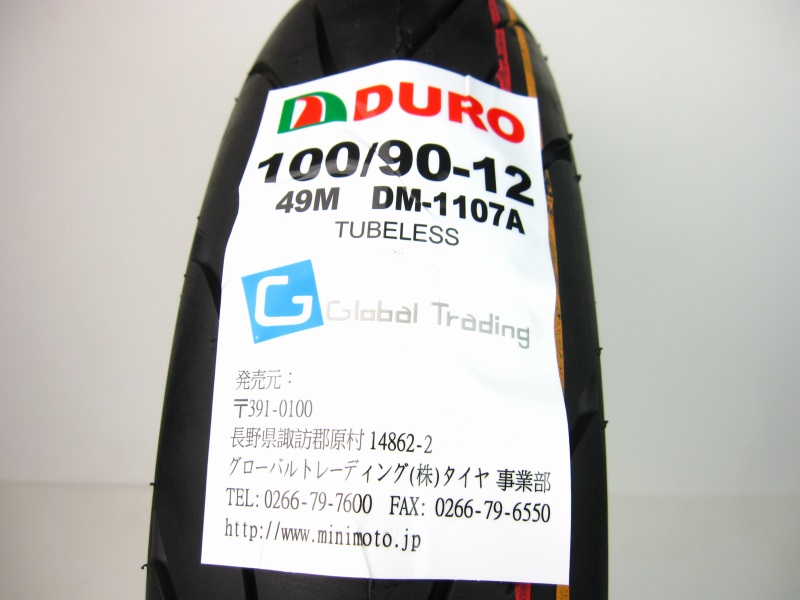 DURO
100/90-12
49M DM-1107A
TUBELESS
G Global Trading
発売元：
〒391-0100
長野県諏訪郡原村 14862-2
グローバルトレーディング(株)タイヤ 事業部
TEL: 0266-79-7600 FAX: 0266-79-6550
http://www.minimoto.jp